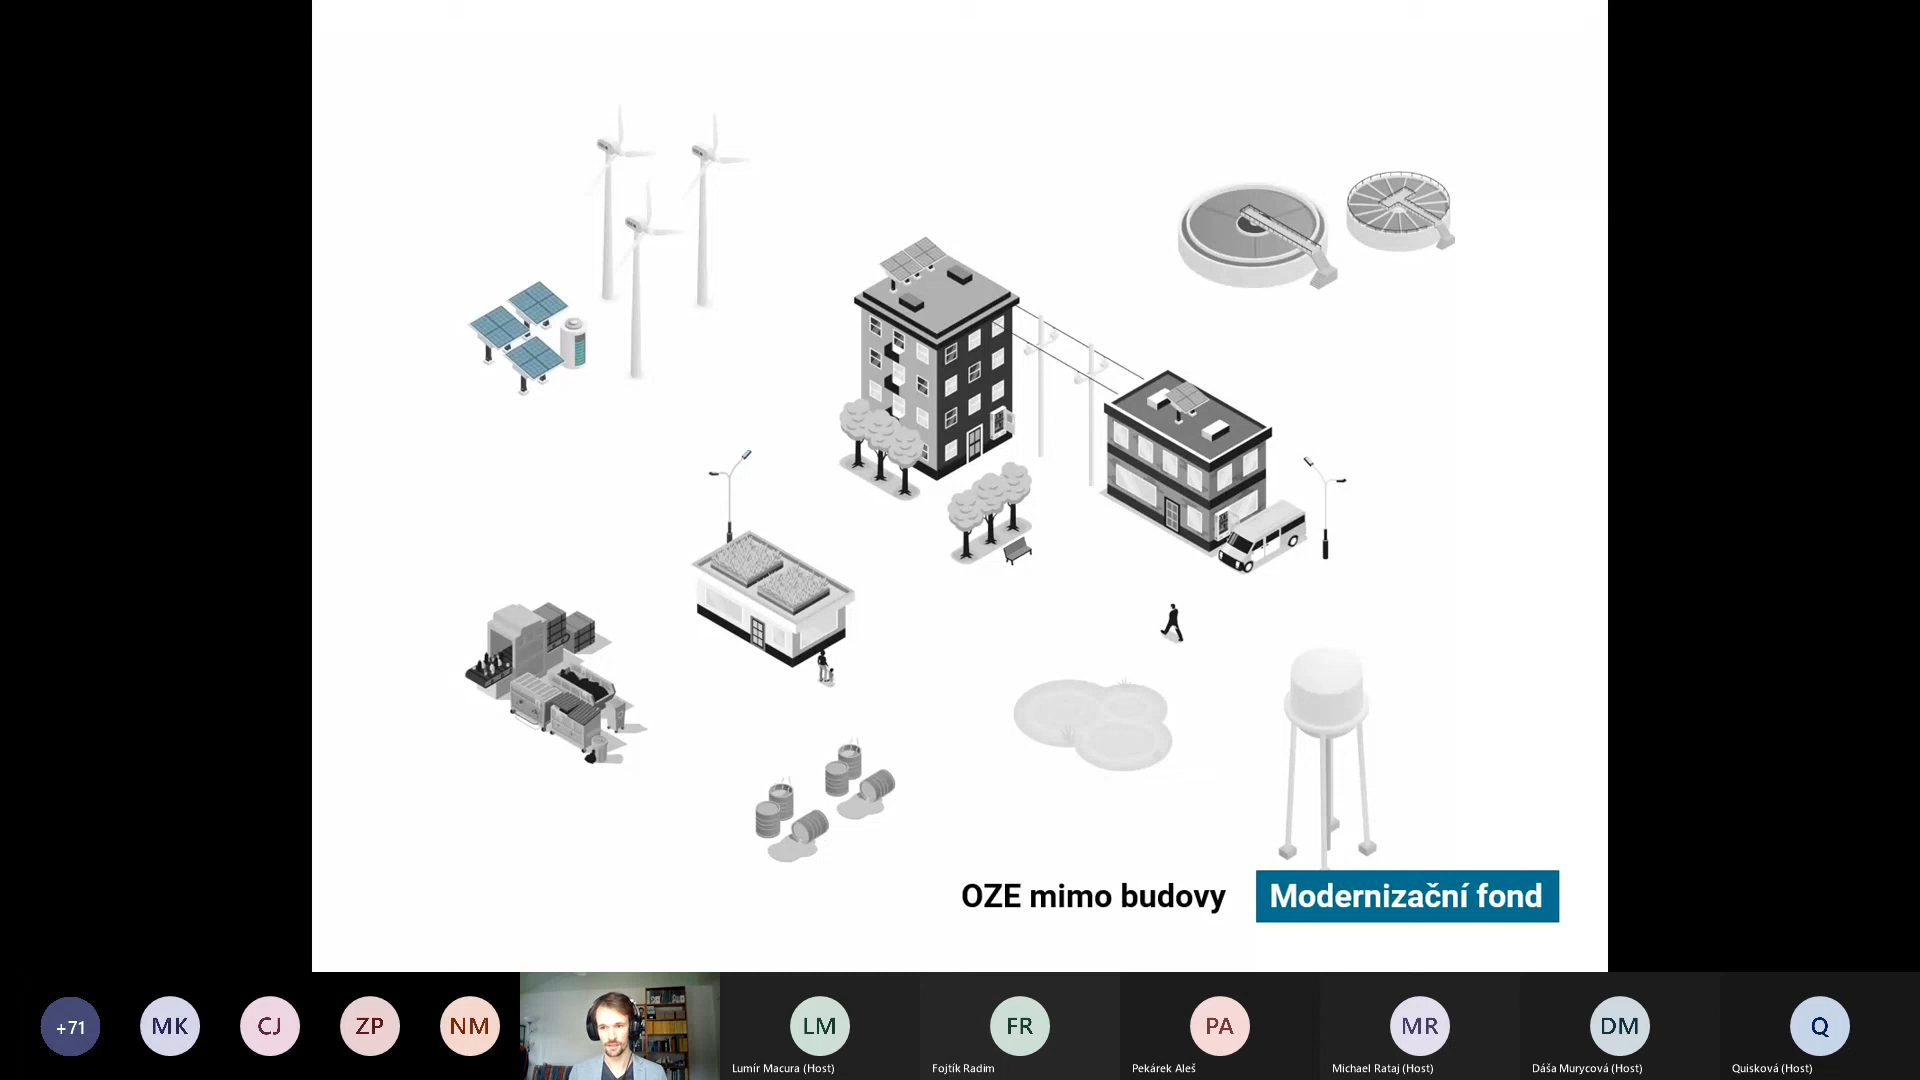 OZE mimo budovy
Modernizační fond
+71
MK
CJ
ZP
NM
LM
FR
PA
MR
DM
Q
Lumír Macura (Host)
Fojtík Radim
Pekárek Aleš
Michael Rataj (Host)
Dáša Murycová (Host)
Quisková (Host)